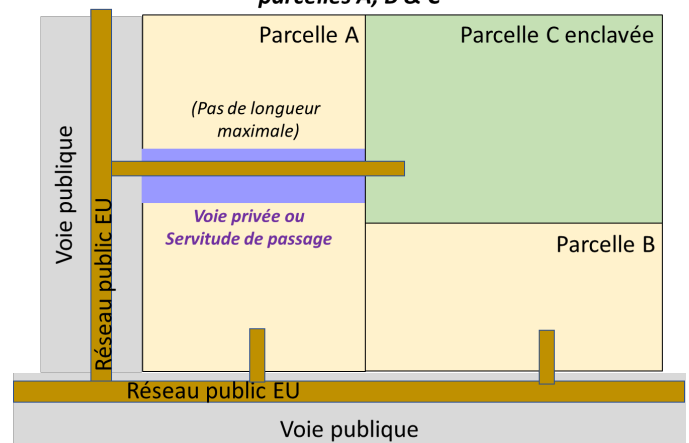 parcelles A, B & C
Parcelle A
Parcelle C enclavée
(Pas de longueur
maximale)
Voie publique
Réseau public EU
Voie privée ou
Servitude de passage
Parcelle B
Réseau public EU
Voie publique